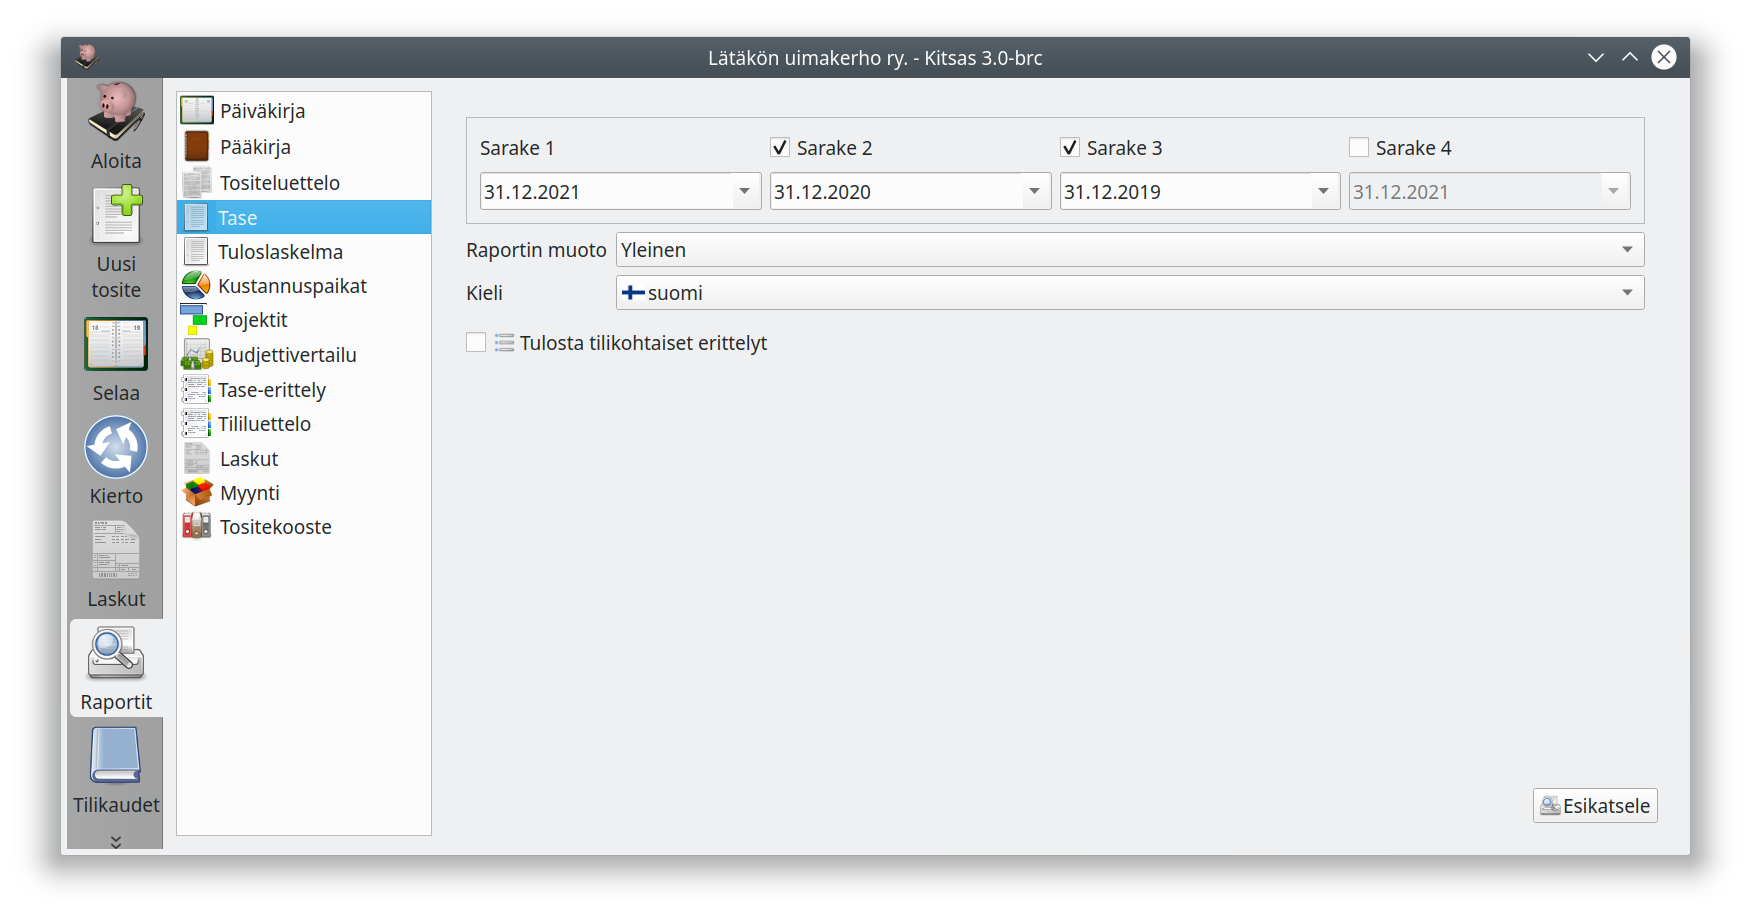 Lätäkön uimakerho ry. - Kitsas 3.0-brc
Aloita
Uusi
tosite
Selaa
Kierto
Laskut
Raportit
Tilikaudet
Päiväkirja
Pääkirja
Tositeluettelo
Tase
Tuloslaskelma
Kustannuspaikat
Projektit
Budjettivertailu
Tase-erittely
Tililuettelo
Laskut
Myynti
Tositekooste
Sarake 1 Sarake 2 Sarake 3 Sarake 4
31.12.2021 31.12.2020 31.12.2019 31.12.2021
Raportin muoto Yleinen
Kieli suomi
Tulosta tilikohtaiset erittelyt
Esikatsele